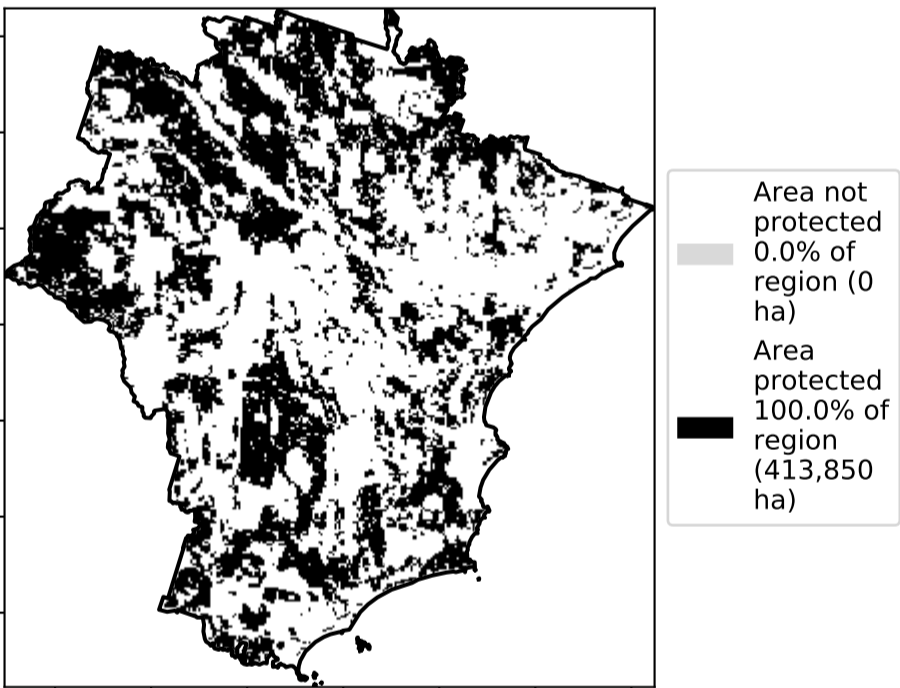 Area not
protected
0.0% of
region (0
ha)
Area
protected
100.0% of
region
(413,850
ha)